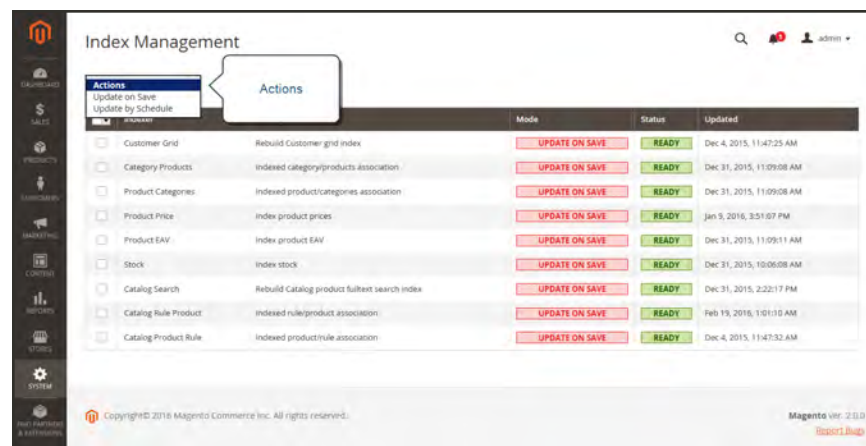 Index Management
1
admin
Actions
Update on Save
Update by Schedule
Actions
Indexer Mode Status Updated
Customer Grid Rebuild Customer grid index UPDATE ON SAVE READY Dec 4, 2015, 11:47:25 AM
Category Products Indexed category/products association UPDATE ON SAVE READY Dec 31, 2015, 11:09:08 AM
Product Categories Indexed product/categories association UPDATE ON SAVE READY Dec 31, 2015, 11:09:08 AM
Product Price Index product prices UPDATE ON SAVE READY Jan 9, 2016, 3:51:07 PM
Product EAV Index product EAV UPDATE ON SAVE READY Dec 31, 2015, 11:09:11 AM
Stock Index stock UPDATE ON SAVE READY Dec 31, 2015, 10:06:08 AM
Catalog Search Rebuild Catalog product fulltext search index UPDATE ON SAVE READY Dec 31, 2015, 2:22:17 PM
Catalog Rule Product Indexed rule/product association UPDATE ON SAVE READY Feb 19, 2016, 1:01:10 AM
Catalog Product Rule Indexed product/rule association UPDATE ON SAVE READY Dec 4, 2015, 11:47:32 AM
DASHBOARD
SALES
PRODUCTS
CUSTOMERS
MARKETING
CONTENT
REPORTS
STORES
SYSTEM
FIND PARTNERS
& EXTENSIONS
Copyright© 2016 Magento Commerce Inc. All rights reserved.
Magento ver. 2.0.0
Report Bugs